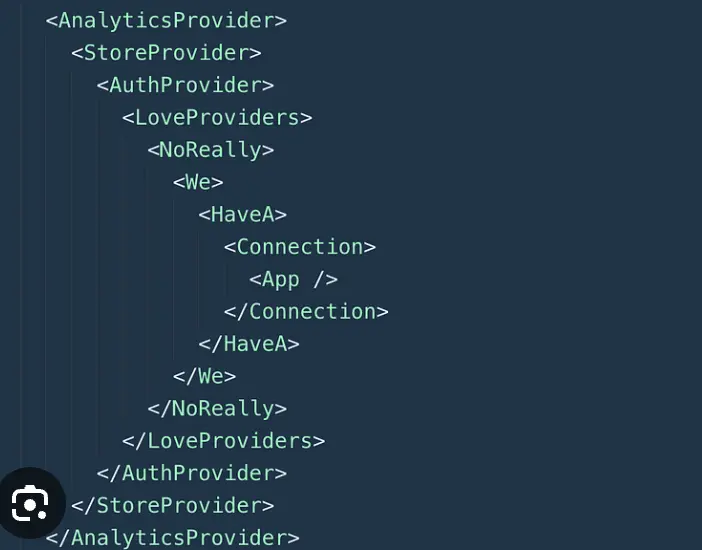 <AnalyticsProvider>
<StoreProvider>
<AuthProvider>
<LoveProviders>
<NoReally>
<We>
<HaveA>
<Connection>
<App />
</Connection>
</HaveA>
</We>
</NoReally>
</LoveProviders>
</AuthProvider>
</StoreProvider>
</AnalyticsProvider>